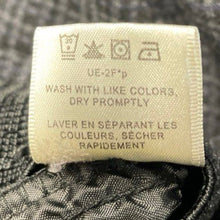 UE-2F*p
WASH WITH LIKE COLORS,
DRY PROMPTLY
LAVER EN SÉPARANT LES
COULEURS, SÉCHER
RAPIDEMENT